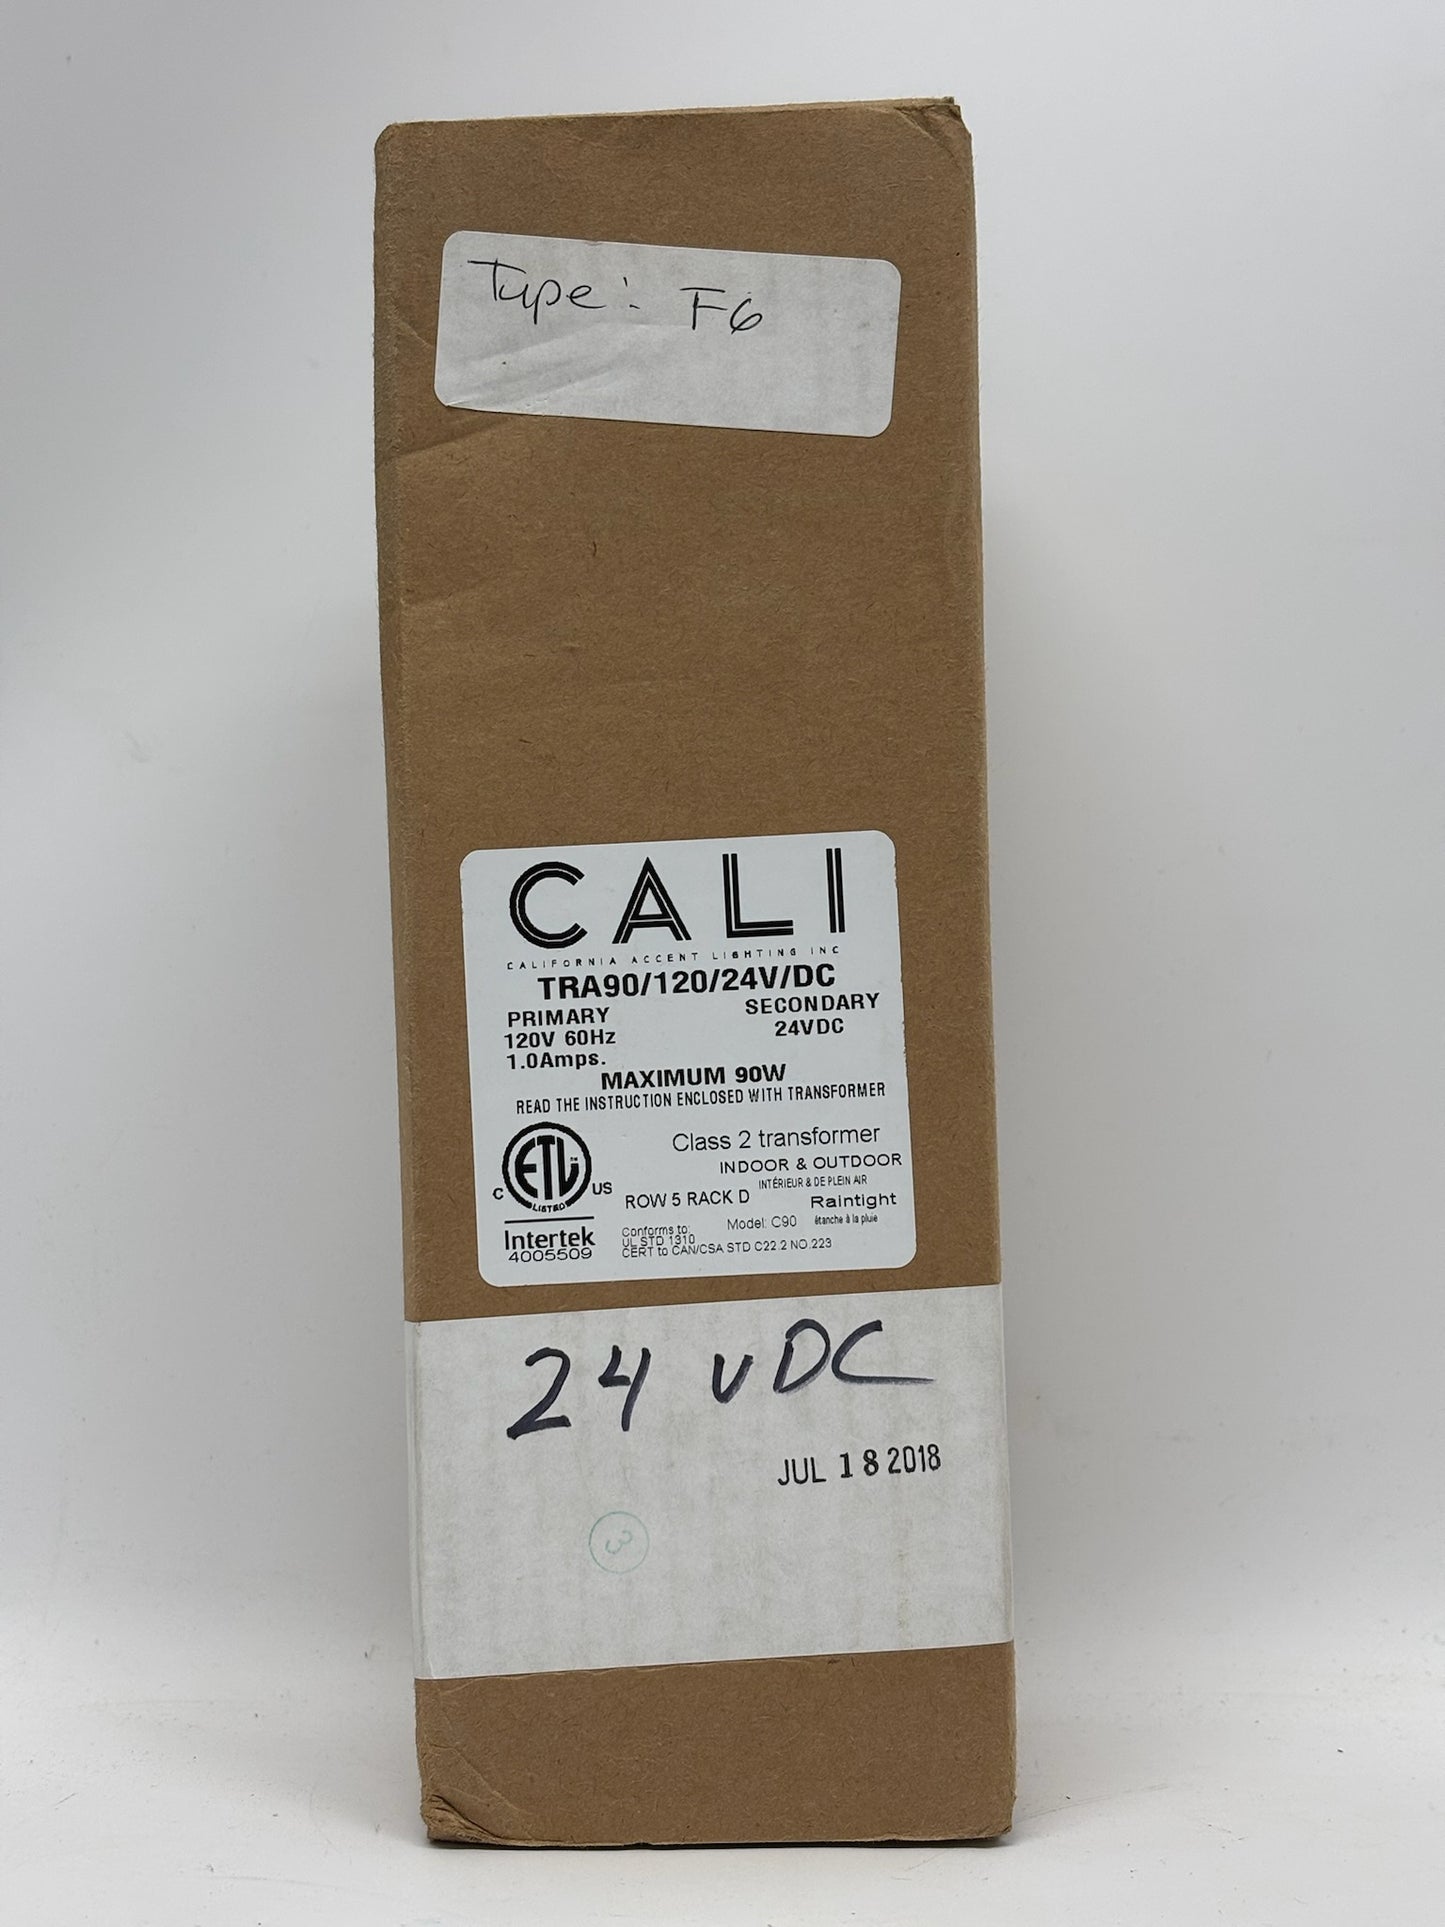 Type: F6
CALI
CALIFORNIA ACCENT LIGHTING INC
TRA90/120/24V/DC
PRIMARY SECONDARY
120V 60Hz 24VDC
1.0Amps.
MAXIMUM 90W
READ THE INSTRUCTION ENCLOSED WITH TRANSFORMER
Class 2 transformer
INDOOR & OUTDOOR
INTÉRIEUR & DE PLEIN AIR
ETL TM
C US
LISTED
ROW 5 RACK D Raintight
étanche à la pluie
Intertek
4005509
Model: C90
Conforms to:
UL STD 1310
CERT to CAN/CSA STD C22.2 NO.223
24 VDC
JUL 18 2018
3